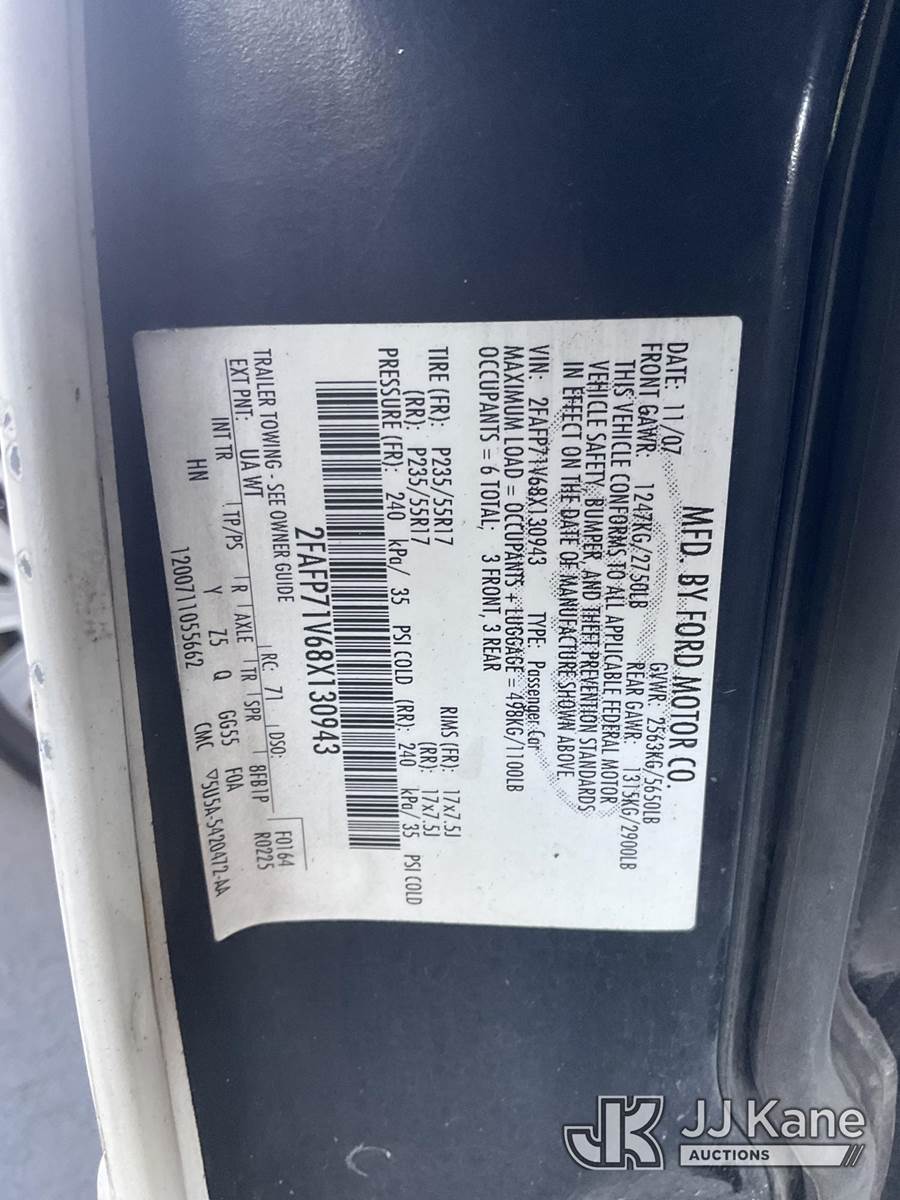 MFD. BY FORD MOTOR CO.
DATE: 11/07 GVWR: 2563KG/5650LB
FRONT GAWR: 1247KG/2750LB REAR GAWR: 1315KG/2900LB
THIS VEHICLE CONFORMS TO ALL APPLICABLE FEDERAL MOTOR
VEHICLE SAFETY, BUMPER, AND THEFT PREVENTION STANDARDS
IN EFFECT ON THE DATE OF MANUFACTURE SHOWN ABOVE
VIN: 2FAFP71V68X130943 TYPE: Passenger Car
MAXIMUM LOAD = OCCUPANTS + LUGGAGE = 498KG/1100LB
OCCUPANTS = 6 TOTAL; 3 FRONT, 3 REAR
TIRE (FR): P235/55R17 RIMS (FR): 17x7.5J
(RR): P235/55R17 (RR): 17x7.5J
PRESSURE (FR): 240 kPa/ 35 PSI COLD (RR): 240 kPa/ 35 PSI COLD
2FAFP71V68X130943
TRAILER TOWING - SEE OWNER GUIDE
EXT PNT: UA WT RC: 71 DSO: F0164
INT TR TP/PS R AXLE TR SPR 8FB1P R0225
HN Y Z5 Q GG55 F0A
120071105 5662 CMC ▽5U5A-5420472-AA
JK JJ Kane
AUCTIONS